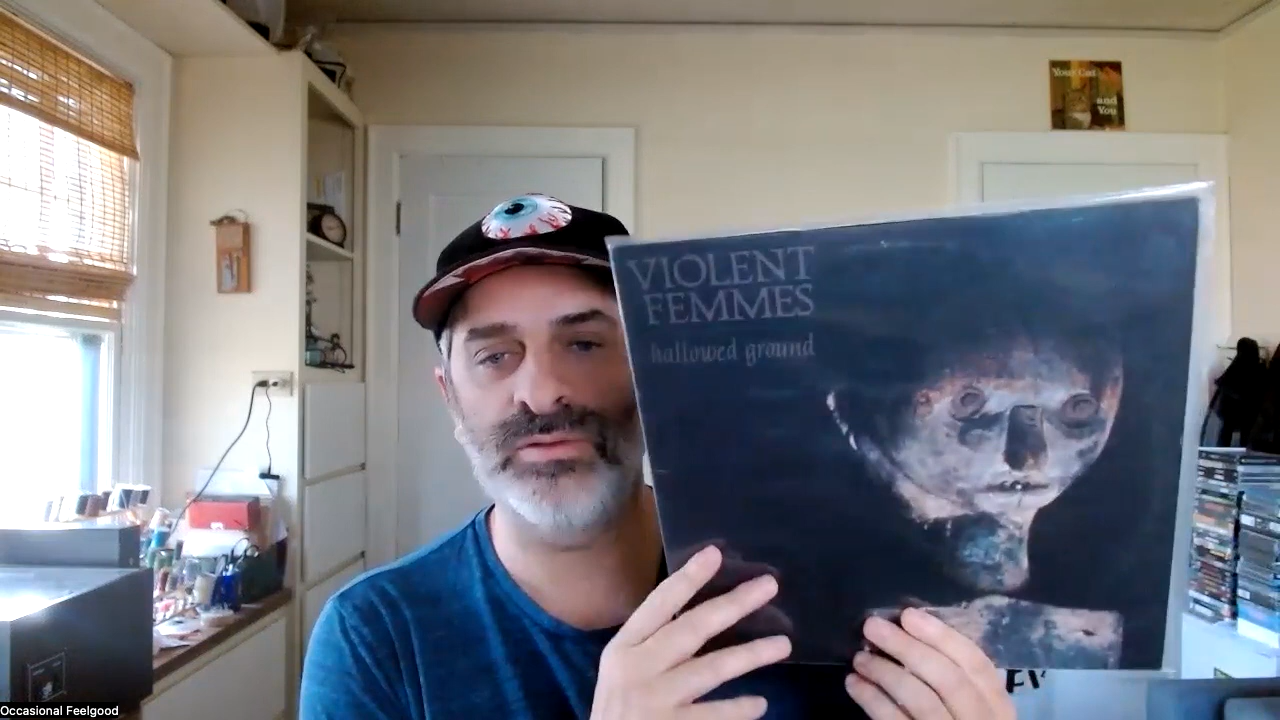 Your Cat
and
You
VIOLENT
FEMMES
hallowed ground
Occasional Feelgood